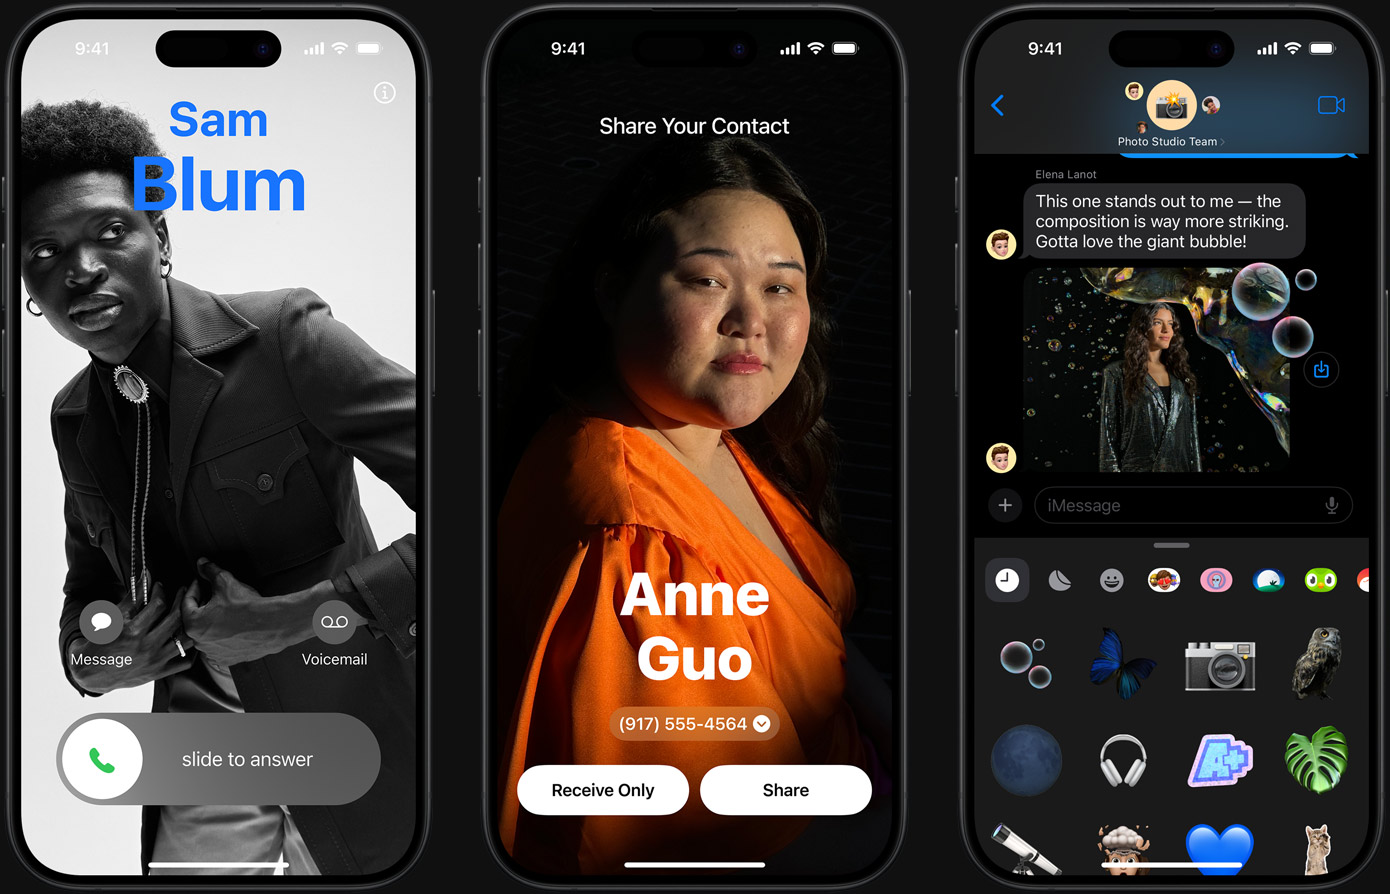 9:41
Sam
Blum
Message
Voicemail
slide to answer
9:41
Share Your Contact
Anne
Guo
(917) 555-4564
Receive Only
Share
9:41
Photo Studio Team
Elena Lanot
This one stands out to me — the
composition is way more striking.
Gotta love the giant bubble!
iMessage
A+